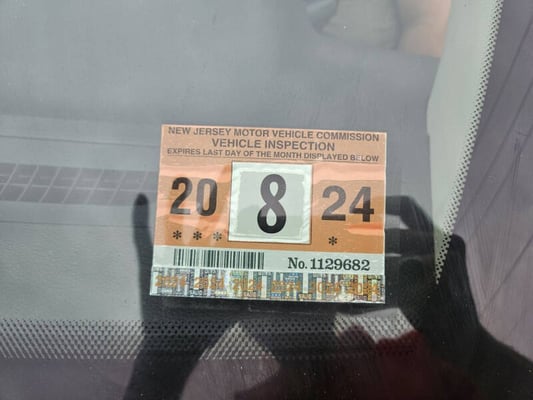 NEW JERSEY MOTOR VEHICLE COMMISSION
VEHICLE INSPECTION
EXPIRES LAST DAY OF THE MONTH DISPLAYED BELOW
20 8 24
* * * *
No. 1129682